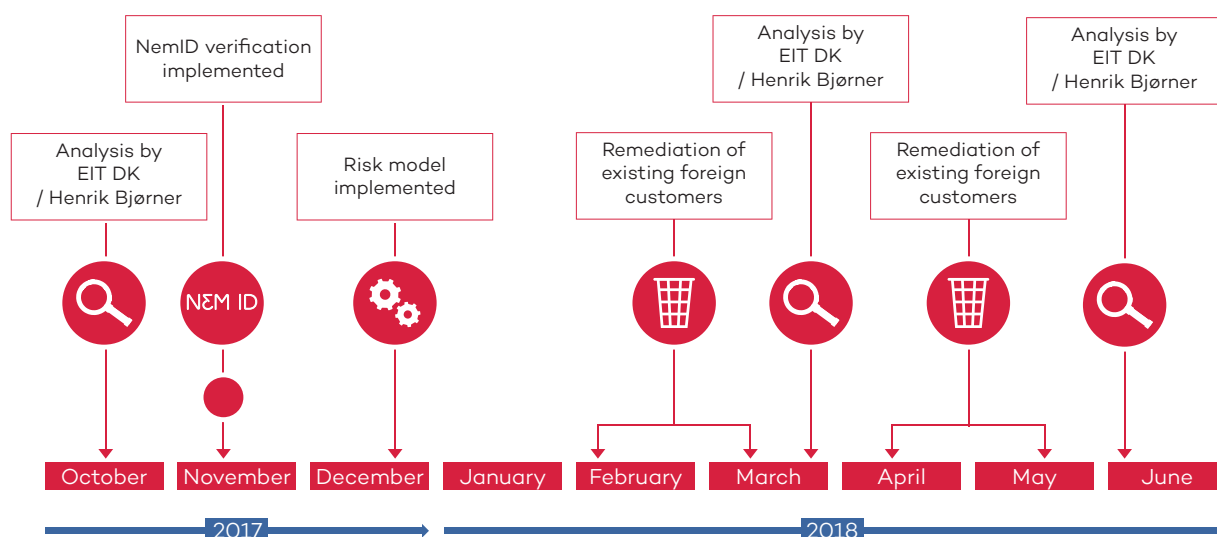 NemID verification
implemented
Analysis by
EIT DK
/ Henrik Bjørner
Analysis by
EIT DK
/ Henrik Bjørner
Analysis by
EIT DK
/ Henrik Bjørner
Risk model
implemented
Remediation of
existing foreign
customers
Remediation of
existing foreign
customers
NEM ID
October
November
December
January
February
March
April
May
June
2017
2018